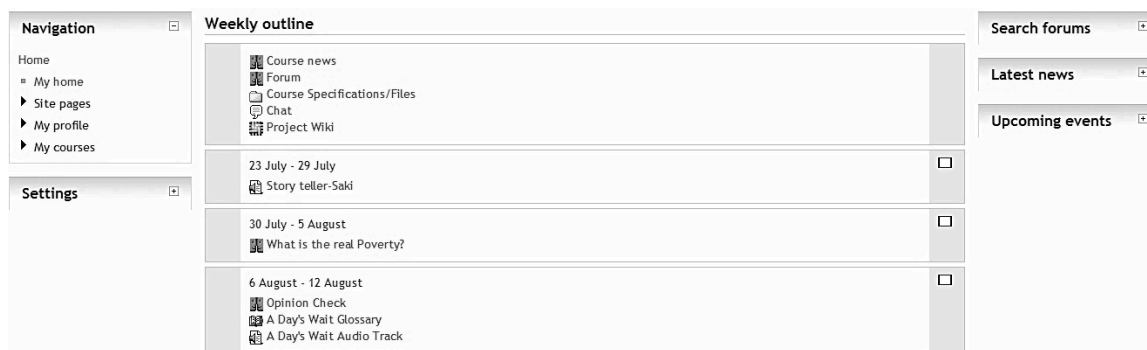 Navigation
Home
My home
Site pages
My profile
My courses
Settings
Weekly outline
Course news
Forum
Course Specifications/Files
Chat
Project Wiki
23 July - 29 July
Story teller-Saki
30 July - 5 August
What is the real Poverty?
6 August - 12 August
Opinion Check
A Day's Wait Glossary
A Day's Wait Audio Track
Search forums
Latest news
Upcoming events